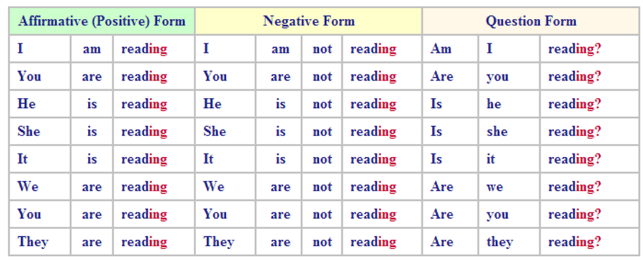 Affirmative (Positive) Form Negative Form Question Form
I am reading I am not reading Am I reading?
You are reading You are not reading Are you reading?
He is reading He is not reading Is he reading?
She is reading She is not reading Is she reading?
It is reading It is not reading Is it reading?
We are reading We are not reading Are we reading?
You are reading You are not reading Are you reading?
They are reading They are not reading Are they reading?